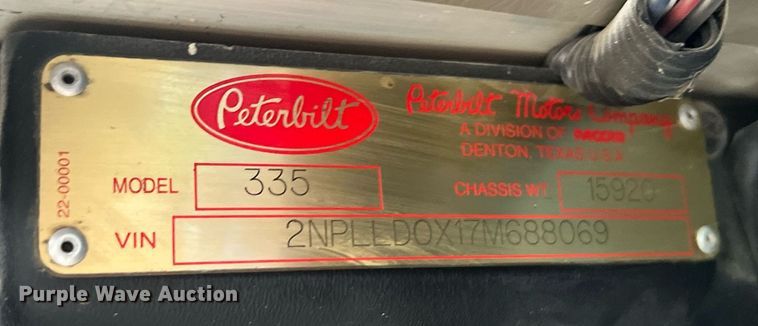 Peterbilt
Peterbilt Motors Company
A DIVISION OF PACCAR
DENTON, TEXAS U.S.A.
MODEL 335
CHASSIS WT. 15920
VIN 2NPLLD0X17M688069
22-00001
Purple Wave Auction